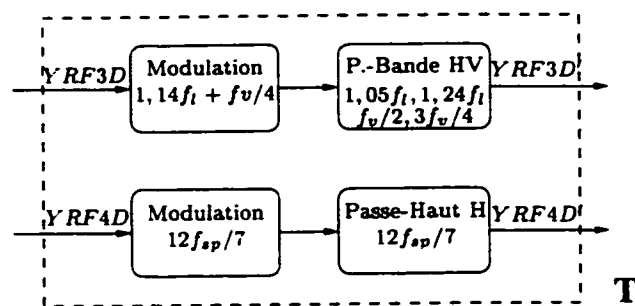 YRF3D
Modulation
1,14f_l + fv/4
P.-Bande HV
1,05f_l, 1,24f_l
f_v/2, 3f_v/4
YRF3D'
YRF4D
Modulation
12f_sp/7
Passe-Haut H
12f_sp/7
YRF4D'
T